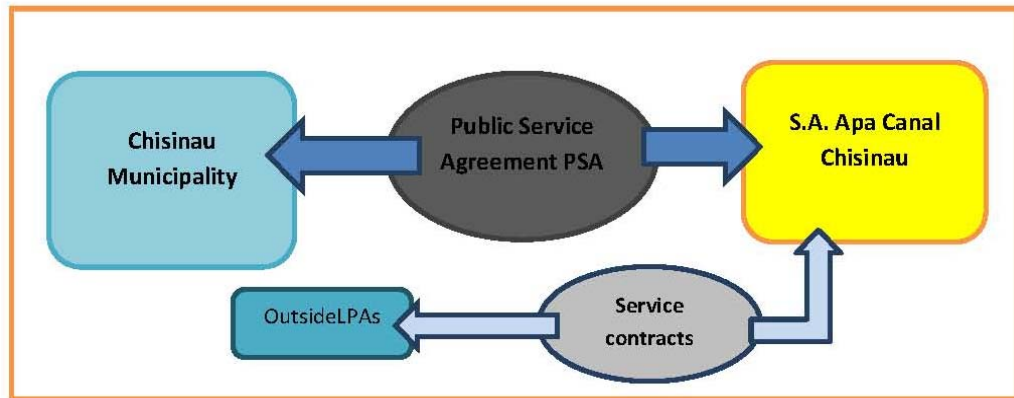 Chisinau
Municipality
Public Service
Agreement PSA
S.A. Apa Canal
Chisinau
OutsideLPAs
Service
contracts